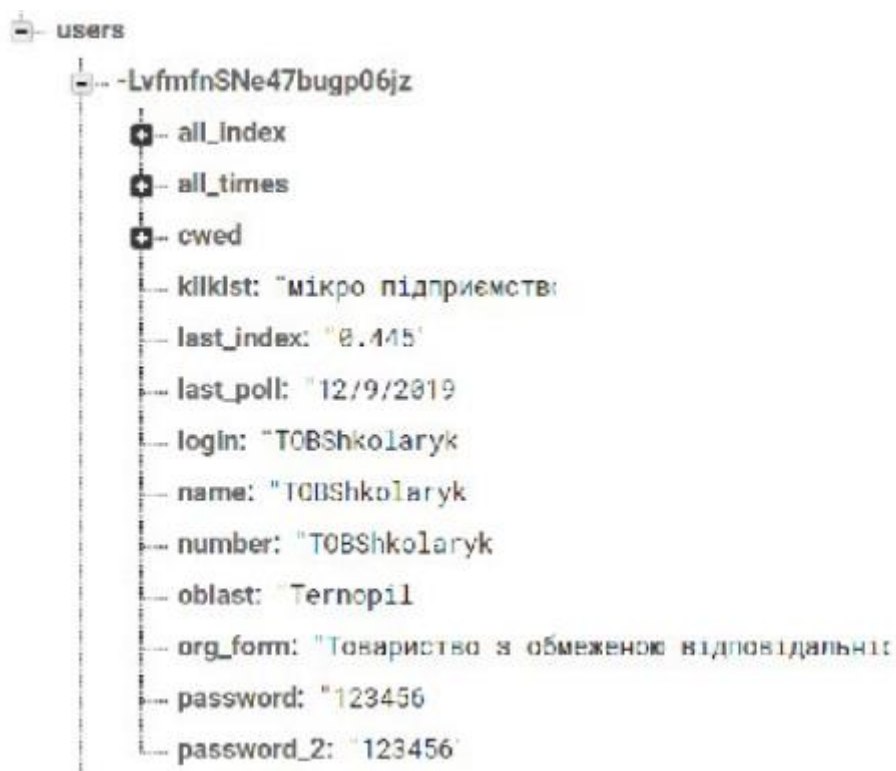 users
-LvfmfnSNe47bugp06jz
all_index
all_times
cwed
kilkist: "мікро підприємств
last_index: "0.445"
last_poll: "12/9/2019
login: "TOBShkolaryk
name: "TOBShkolaryk
number: "TOBShkolaryk
oblast: "Ternopil
org_form: "Товариство з обмеженою відповідальніс
password: "123456
password_2: "123456"